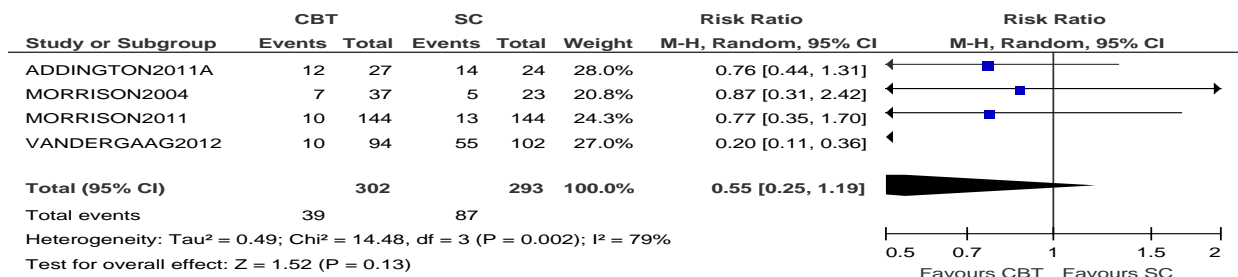 CBT SC Risk Ratio Risk Ratio
Study or Subgroup Events Total Events Total Weight M-H, Random, 95% CI M-H, Random, 95% CI
ADDINGTON2011A 12 27 14 24 28.0% 0.76 [0.44, 1.31]
MORRISON2004 7 37 5 23 20.8% 0.87 [0.31, 2.42]
MORRISON2011 10 144 13 144 24.3% 0.77 [0.35, 1.70]
VANDERGAAG2012 10 94 55 102 27.0% 0.20 [0.11, 0.36]
Total (95% CI) 302 293 100.0% 0.55 [0.25, 1.19]
Total events 39 87
Heterogeneity: Tau² = 0.49; Chi² = 14.48, df = 3 (P = 0.002); I² = 79%
Test for overall effect: Z = 1.52 (P = 0.13)
0.5 0.7 1 1.5 2
Favours CBT Favours SC